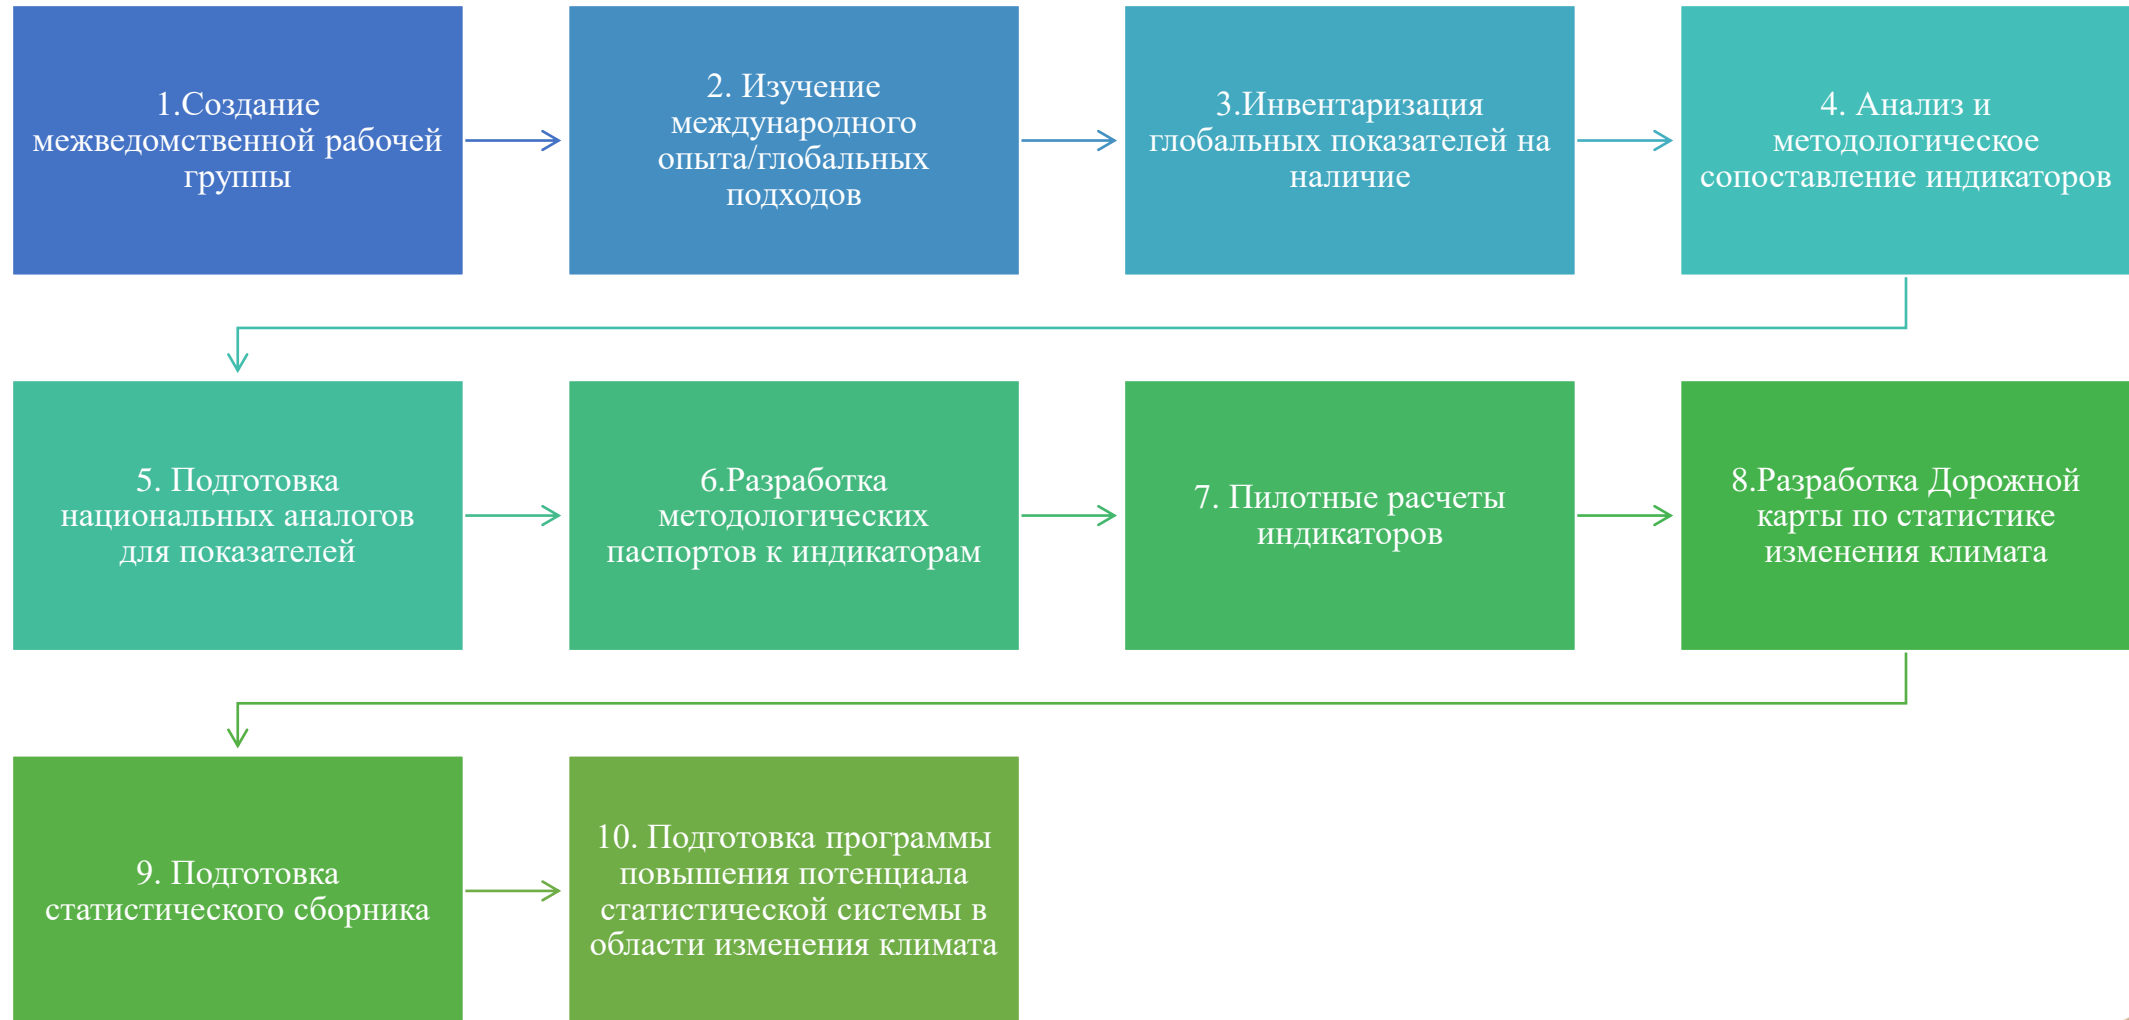 1.Создание
межведомственной рабочей
группы
2. Изучение
международного
опыта/глобальных
подходов
3.Инвентаризация
глобальных показателей на
наличие
4. Анализ и
методологическое
сопоставление индикаторов
5. Подготовка
национальных аналогов
для показателей
6.Разработка
методологических
паспортов к индикаторам
7. Пилотные расчеты
индикаторов
8.Разработка Дорожной
карты по статистике
изменения климата
9. Подготовка
статистического сборника
10. Подготовка программы
повышения потенциала
статистической системы в
области изменения климата